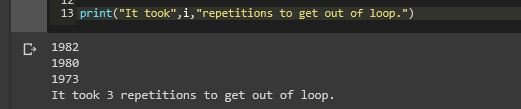 12
13 print("It took",i,"repetitions to get out of loop.")
1982
1980
1973
It took 3 repetitions to get out of loop.